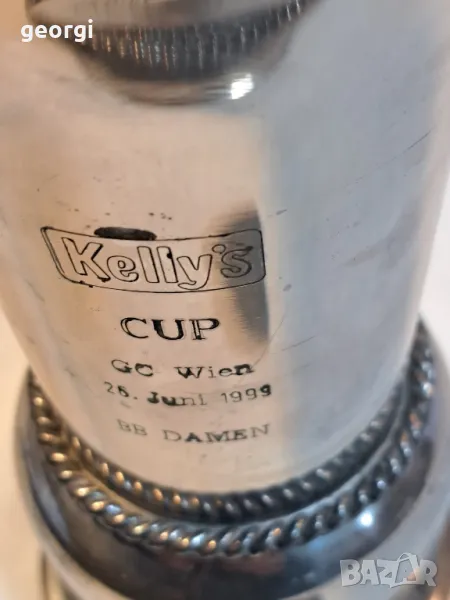 georgi
Kelly's
CUP
GC Wien
26. Juni 1999
BB DAMEN
BAZAR